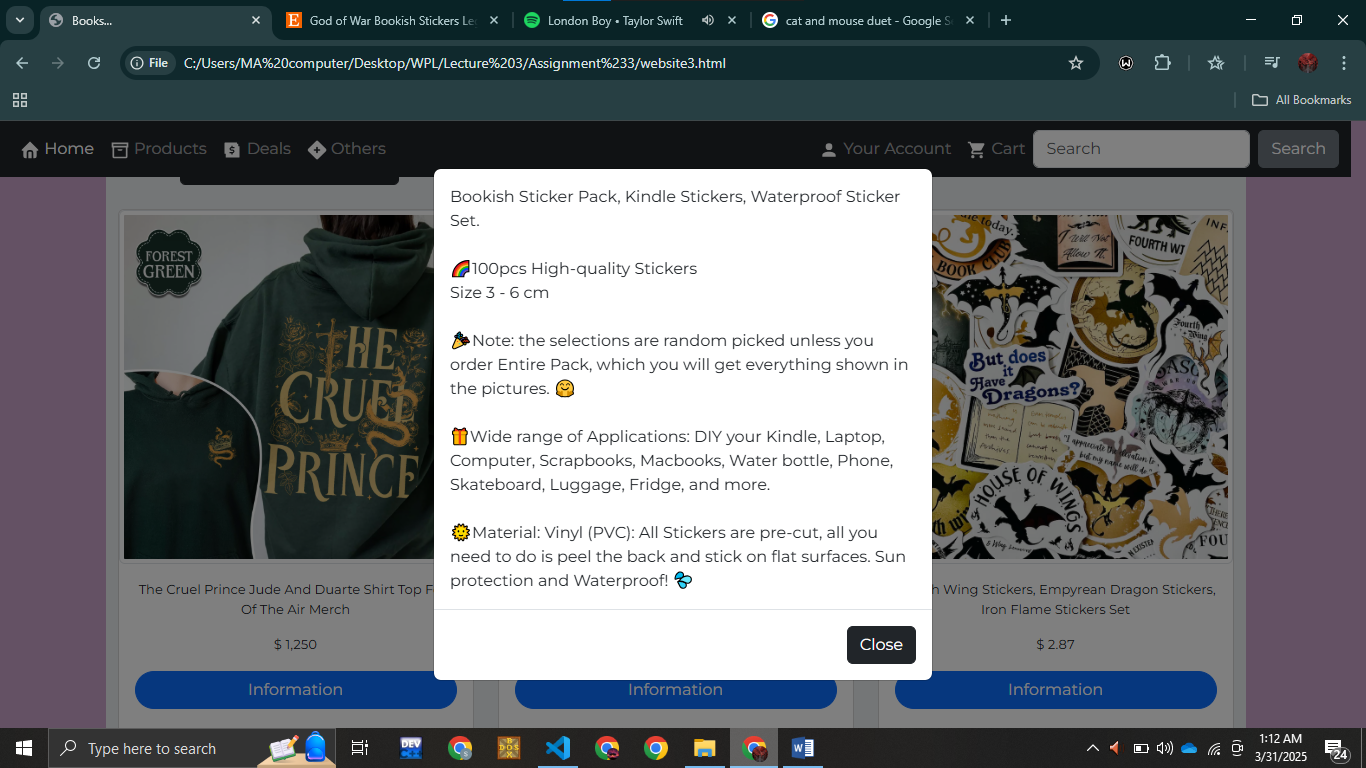 Books...
God of War Bookish Stickers Le
London Boy • Taylor Swift
cat and mouse duet - Google S
File
C:/Users/MA%20computer/Desktop/WPL/Lecture%203/Assignment%233/website3.html
All Bookmarks
Home
Products
Deals
Others
Your Account
Cart
Search
Search
Bookish Sticker Pack, Kindle Stickers, Waterproof Sticker
Set.
🌈100pcs High-quality Stickers
Size 3 - 6 cm
🎉Note: the selections are random picked unless you
order Entire Pack, which you will get everything shown in
the pictures. 🤗
🎁Wide range of Applications: DIY your Kindle, Laptop,
Computer, Scrapbooks, Macbooks, Water bottle, Phone,
Skateboard, Luggage, Fridge, and more.
🌞Material: Vinyl (PVC): All Stickers are pre-cut, all you
need to do is peel the back and stick on flat surfaces. Sun
protection and Waterproof! 💦
Close
FOREST
GREEN
THE
CRUEL
PRINCE
The Cruel Prince Jude And Duarte Shirt Top F
Of The Air Merch
$ 1,250
Information
Information
today.
BOOK CLUB
I Will Not
Allow It.
FOURTH WI
Fourth
Wing
But does
it
Have
Dragons?
HOUSE OF WINGS
h Wing Stickers, Empyrean Dragon Stickers,
Iron Flame Stickers Set
$ 2.87
Information
Type here to search
DEV
DOS
1:12 AM
3/31/2025
24